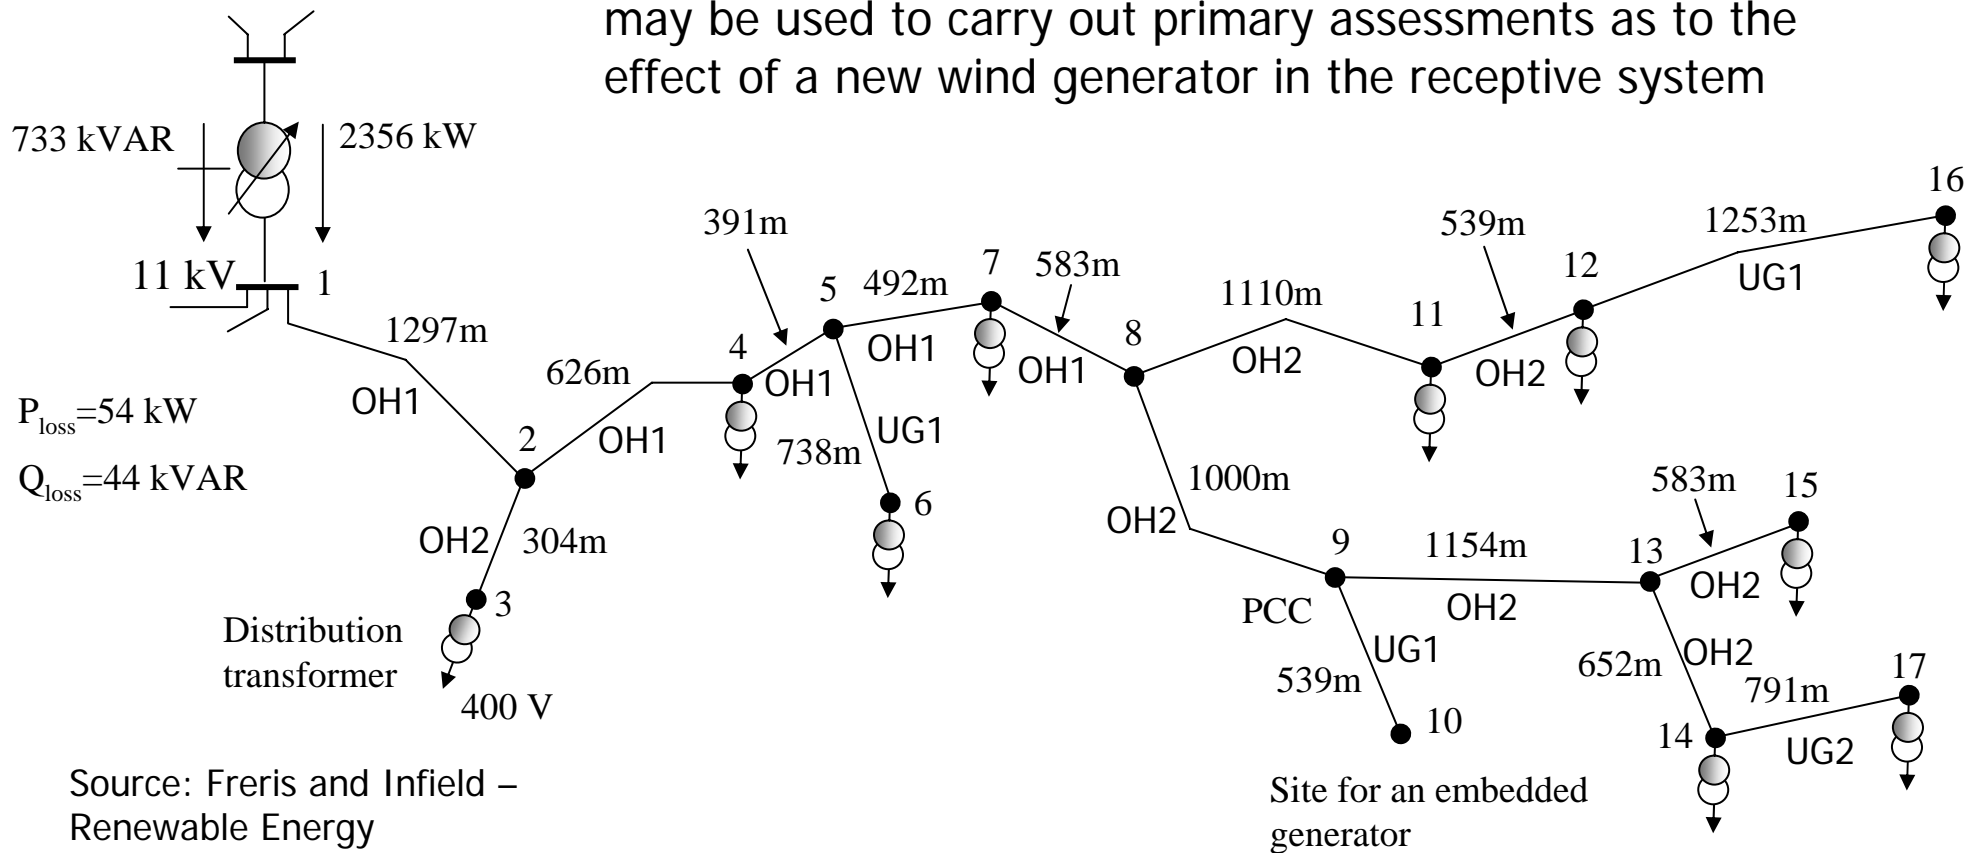 may be used to carry out primary assessments as to the
effect of a new wind generator in the receptive system
733 kVAR
2356 kW
11 kV
1
1297m
OH1
P_loss=54 kW
Q_loss=44 kVAR
2
626m
OH1
OH2
304m
3
Distribution
transformer
400 V
391m
4
OH1
5
492m
OH1
738m
UG1
6
7
583m
OH1
8
1110m
OH2
11
539m
OH2
12
1253m
UG1
16
1000m
OH2
9
PCC
1154m
OH2
13
583m
OH2
15
UG1
539m
10
652m
OH2
14
791m
UG2
17
Site for an embedded
generator
Source: Freris and Infield –
Renewable Energy